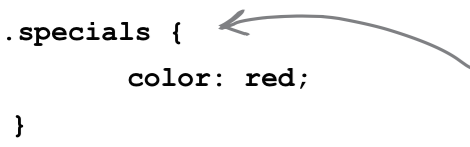 .specials {
color: red;
}